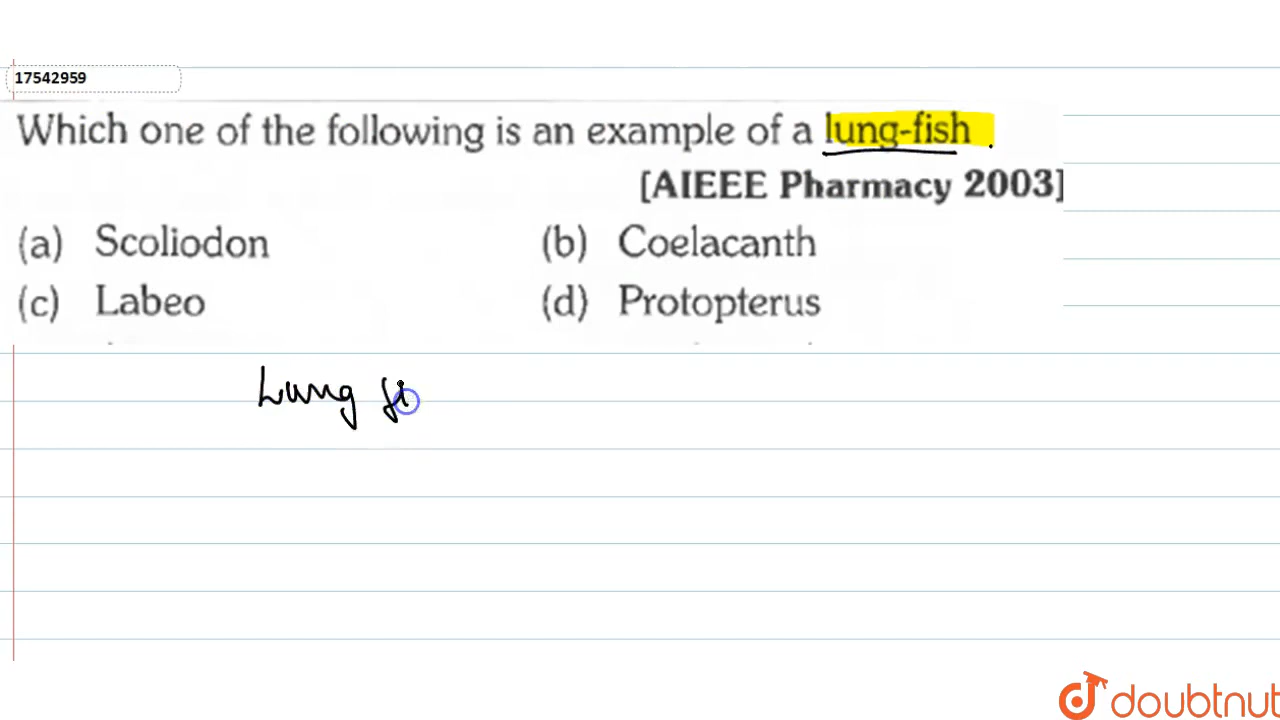 17542959
Which one of the following is an example of a lung-fish .
[AIEEE Pharmacy 2003]
(a) Scoliodon (b) Coelacanth
(c) Labeo (d) Protopterus
Lung fi
doubtnut